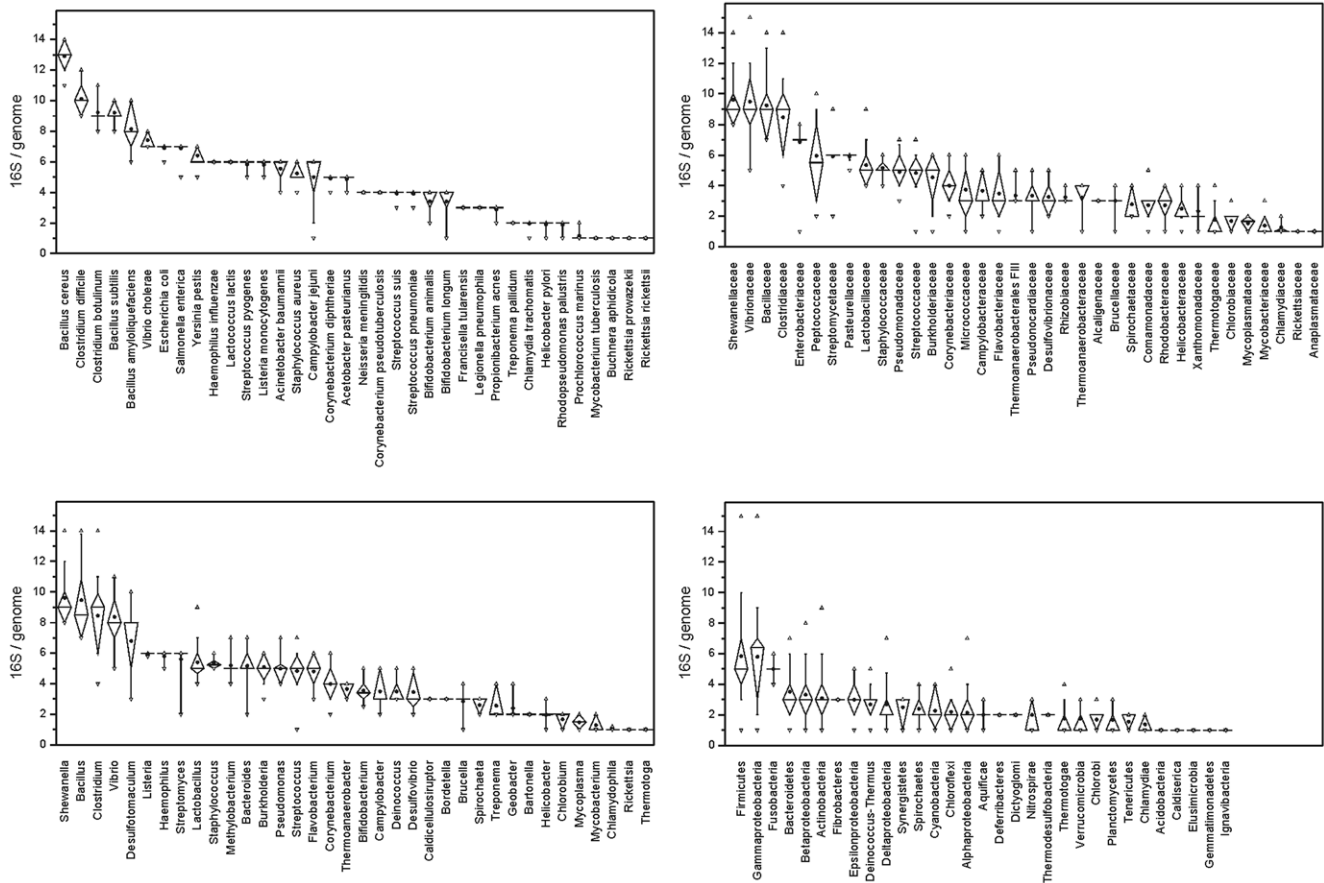 16S / genome
14
12
10
8
6
4
2
0
Bacillus cereus
Clostridium difficile
Clostridium botulinum
Bacillus subtilis
Bacillus amyloliquefaciens
Vibrio cholerae
Escherichia coli
Salmonella enterica
Yersinia pestis
Haemophilus influenzae
Lactococcus lactis
Streptococcus pyogenes
Listeria monocytogenes
Acinetobacter baumannii
Staphylococcus aureus
Campylobacter jejuni
Corynebacterium diphtheriae
Acetobacter pasteurianus
Neisseria meningitidis
Corynebacterium pseudotuberculosis
Streptococcus suis
Streptococcus pneumoniae
Bifidobacterium animalis
Bifidobacterium longum
Francisella tularensis
Legionella pneumophila
Propionibacterium acnes
Treponema pallidum
Chlamydia trachomatis
Helicobacter pylori
Rhodopseudomonas palustris
Prochlorococcus marinus
Mycobacterium tuberculosis
Buchnera aphidicola
Rickettsia provazekii
Rickettsia rickettsii
16S / genome
14
12
10
8
6
4
2
0
Shewanellaceae
Vibrionaceae
Bacillaceae
Clostridiaceae
Enterobacteriaceae
Peptococcaceae
Streptomycetaceae
Pasteurellaceae
Lactobacillaceae
Staphylococcaceae
Pseudomonadaceae
Streptococcaceae
Burkholderiaceae
Corynebacteriaceae
Micrococcaceae
Campylobacteraceae
Flavobacteriaceae
Thermoanaerobacterales FIII
Pseudonocardiaceae
Desulfovibrionaceae
Rhizobiaceae
Thermoanaerobacteraceae
Alcaligenaceae
Brucellaceae
Spirochaetaceae
Comamonadaceae
Rhodobacteraceae
Helicobacteraceae
Xanthomonadaceae
Thermotogaceae
Chlorobiaceae
Mycoplasmataceae
Mycobacteriaceae
Chlamydiaceae
Rickettsiaceae
Anaplasmataceae
16S / genome
14
12
10
8
6
4
2
0
Shewanella
Bacillus
Clostridium
Vibrio
Desulfotomaculum
Listeria
Haemophilus
Streptomyces
Lactobacillus
Staphylococcus
Methylobacterium
Bacteroides
Burkholderia
Pseudomonas
Streptococcus
Flavobacterium
Corynebacterium
Thermoanaerobacter
Bifidobacterium
Campylobacter
Deinococcus
Desulfovibrio
Caldicellulosiruptor
Bordetella
Brucella
Spirochaeta
Treponema
Geobacter
Bartonella
Helicobacter
Chlorobium
Mycoplasma
Mycobacterium
Chlamydophila
Rickettsia
Thermotoga
16S / genome
16
14
12
10
8
6
4
2
0
Firmicutes
Gammaproteobacteria
Fusobacteria
Bacteroidetes
Betaproteobacteria
Actinobacteria
Fibrobacteres
Epsilonproteobacteria
Deinococcus-Thermus
Deltaproteobacteria
Synergistetes
Spirochaetes
Cyanobacteria
Chloroflexi
Alphaproteobacteria
Aquificae
Deferribacteres
Dictyoglomi
Nitrospirae
Thermodesulfobacteria
Thermotogae
Verrucomicrobia
Chlorobi
Planctomycetes
Tenericutes
Chlamydiae
Acidobacteria
Caldiserica
Elusimicrobia
Gemmatimonadetes
Ignavibacteria